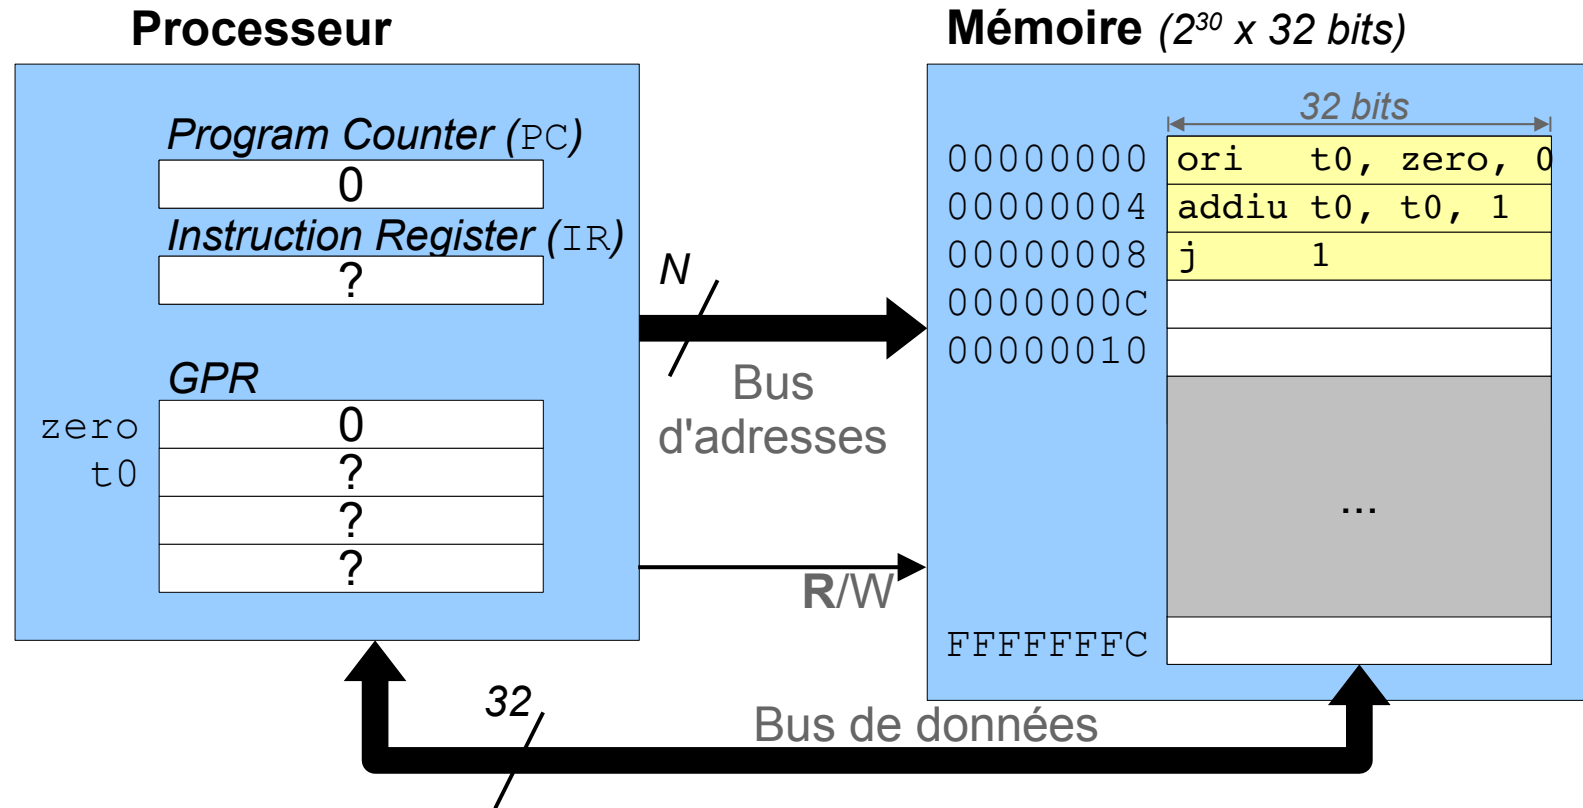 Processeur
Mémoire (2³⁰ x 32 bits)
Program Counter (PC)
0
Instruction Register (IR)
?
GPR
zero 0
t0 ?
?
?
N
Bus
d'adresses
R/W
32 bits
00000000 ori t0, zero, 0
00000004 addiu t0, t0, 1
00000008 j 1
0000000C
00000010
...
FFFFFFFC
32
Bus de données